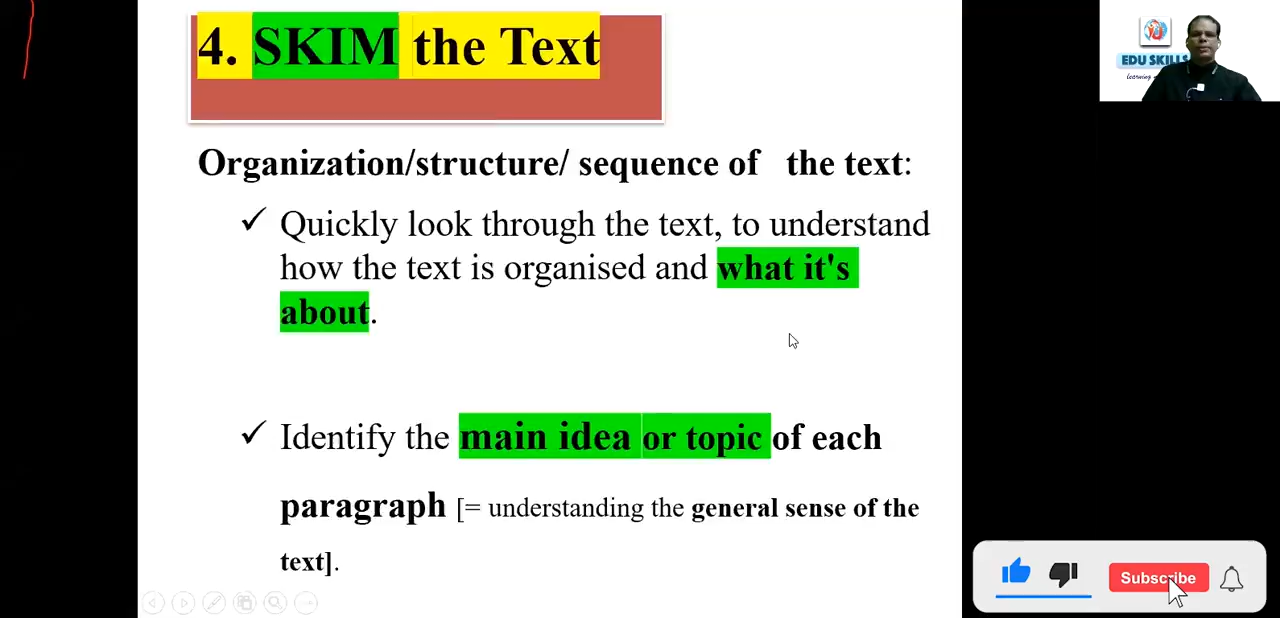 4. SKIM the Text
EDU SKILLS
Organization/structure/ sequence of the text:
✓ Quickly look through the text, to understand
how the text is organised and what it's
about.
✓ Identify the main idea or topic of each
paragraph [= understanding the general sense of the
text].
Subscribe